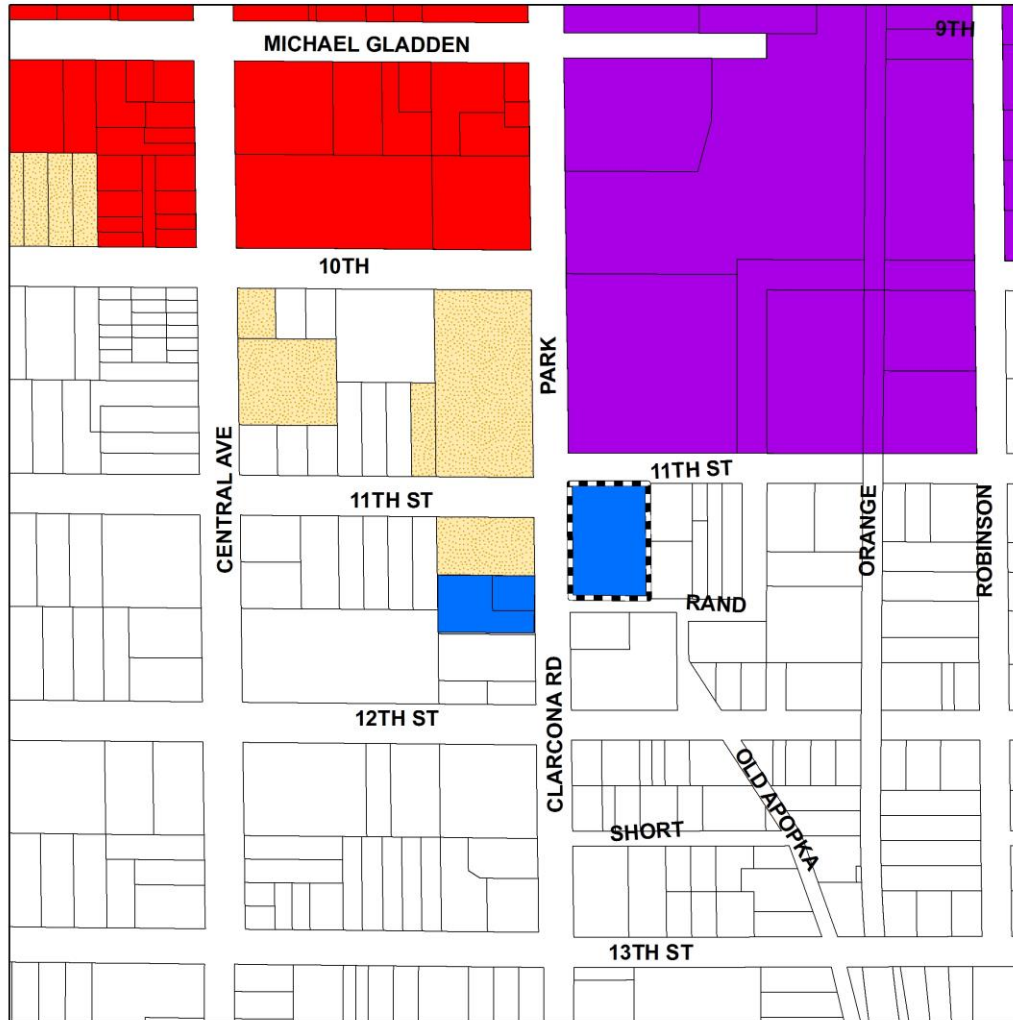 9TH
MICHAEL GLADDEN
10TH
PARK
11TH ST
11TH ST
CENTRAL AVE
ORANGE
ROBINSON
RAND
12TH ST
CLARCONA RD
OLD APOPKA
SHORT
13TH ST